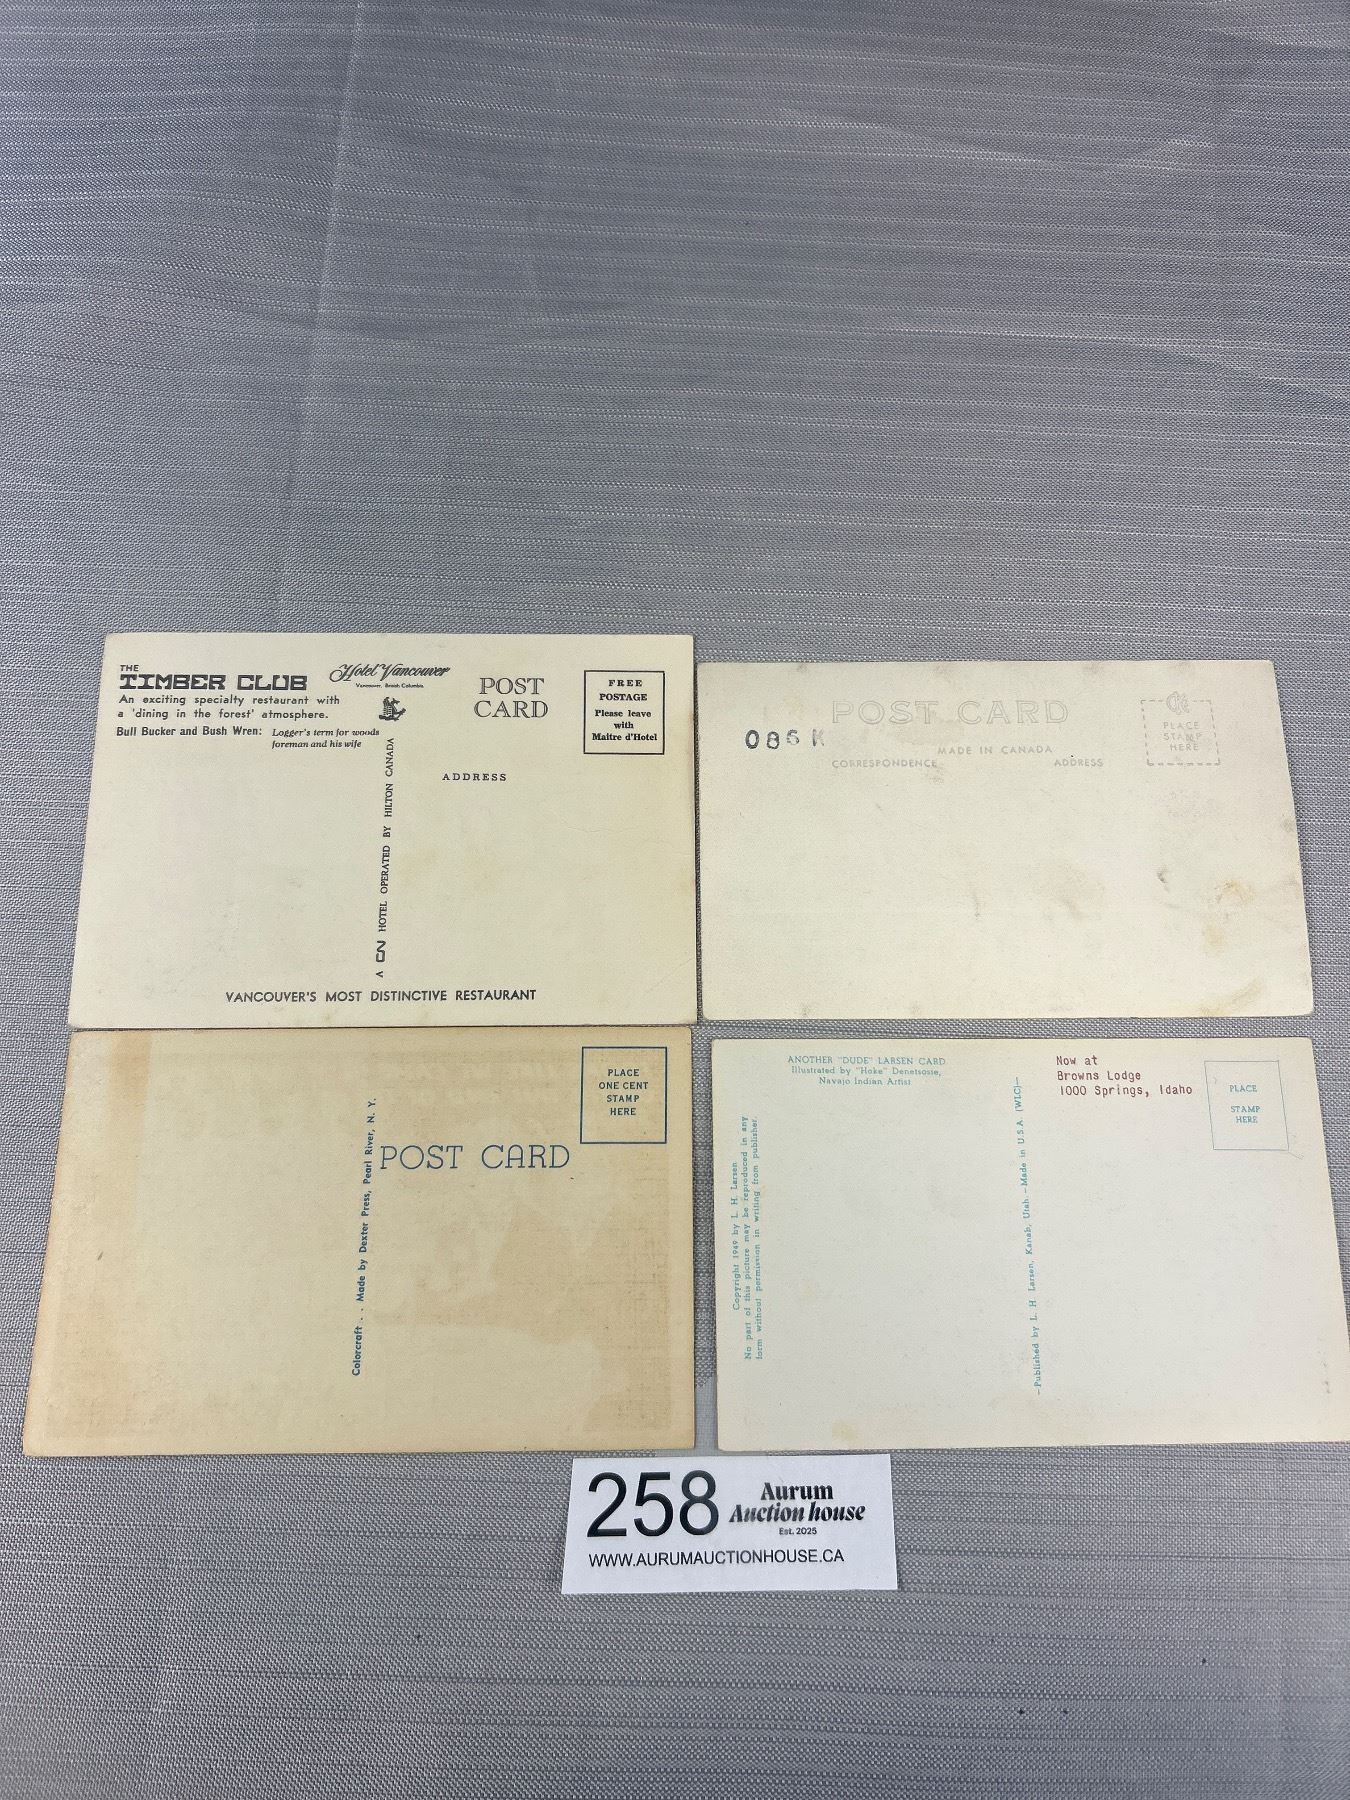 THE
TIMBER CLUB
An exciting specialty restaurant with
a 'dining in the forest' atmosphere.
Bull Bucker and Bush Wren: Logger's term for woods
foreman and his wife
Hotel Vancouver
Vancouver, British Columbia
POST
CARD
FREE
POSTAGE
Please leave
with
Maitre d'Hotel
ADDRESS
A HOTEL OPERATED BY HILTON CANADA
VANCOUVER'S MOST DISTINCTIVE RESTAURANT
086 K
POST CARD
MADE IN CANADA
CORRESPONDENCE
ADDRESS
PLACE
STAMP
HERE
PLACE
ONE CENT
STAMP
HERE
POST CARD
Colorcraft . . Made by Dexter Press, Pearl River, N. Y.
ANOTHER "DUDE" LARSEN CARD
Illustrated by "Hoke" Denetsosie,
Navajo Indian Artist
Copyright 1949 by L. H. Larsen
No part of this picture may be reproduced in any
form without permission in writing from publisher.
—Published by L. H. Larsen, Kanab, Utah.—Made in U.S.A. (WLC)—
Now at
Browns Lodge
1000 Springs, Idaho
PLACE
STAMP
HERE
258
Aurum
Auction house
Est. 2025
WWW.AURUMAUCTIONHOUSE.CA